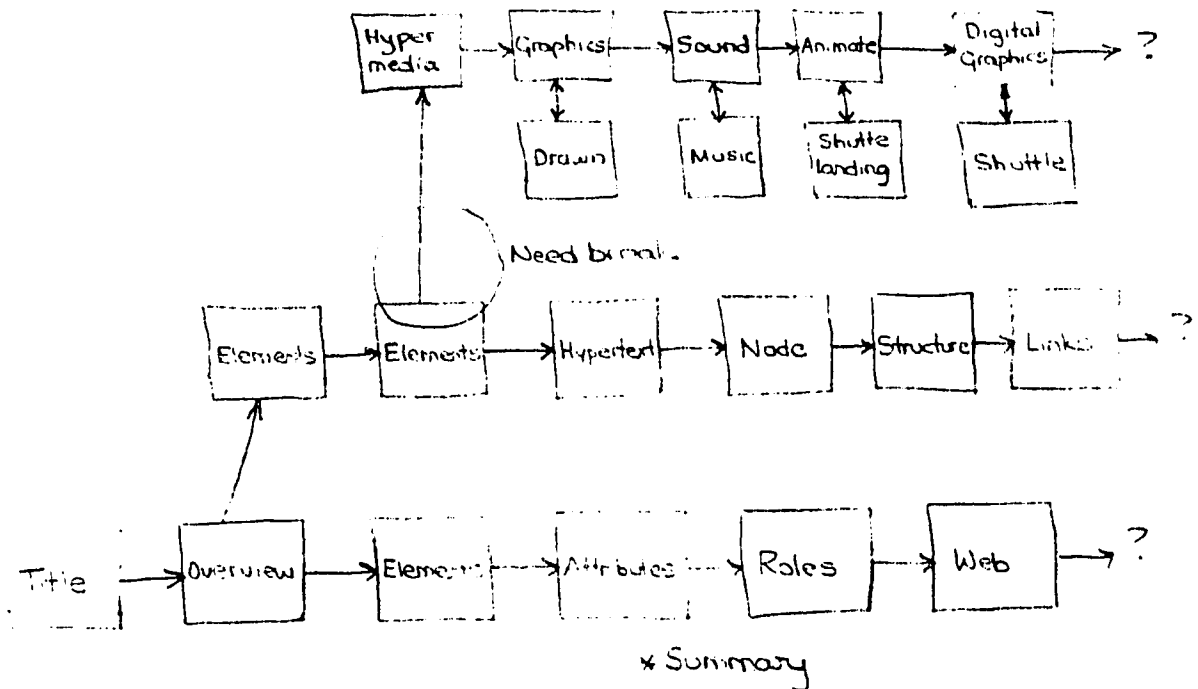 Hyper
media
Graphics
Sound
Animate
Digital
Graphics
?
Drawn
Music
Shuttle
landing
Shuttle
Need
Elements
Elements
Hypertext
Node
Structure
Links
?
Title
Overview
Elements
Attributes
Roles
Web
?
* Summary